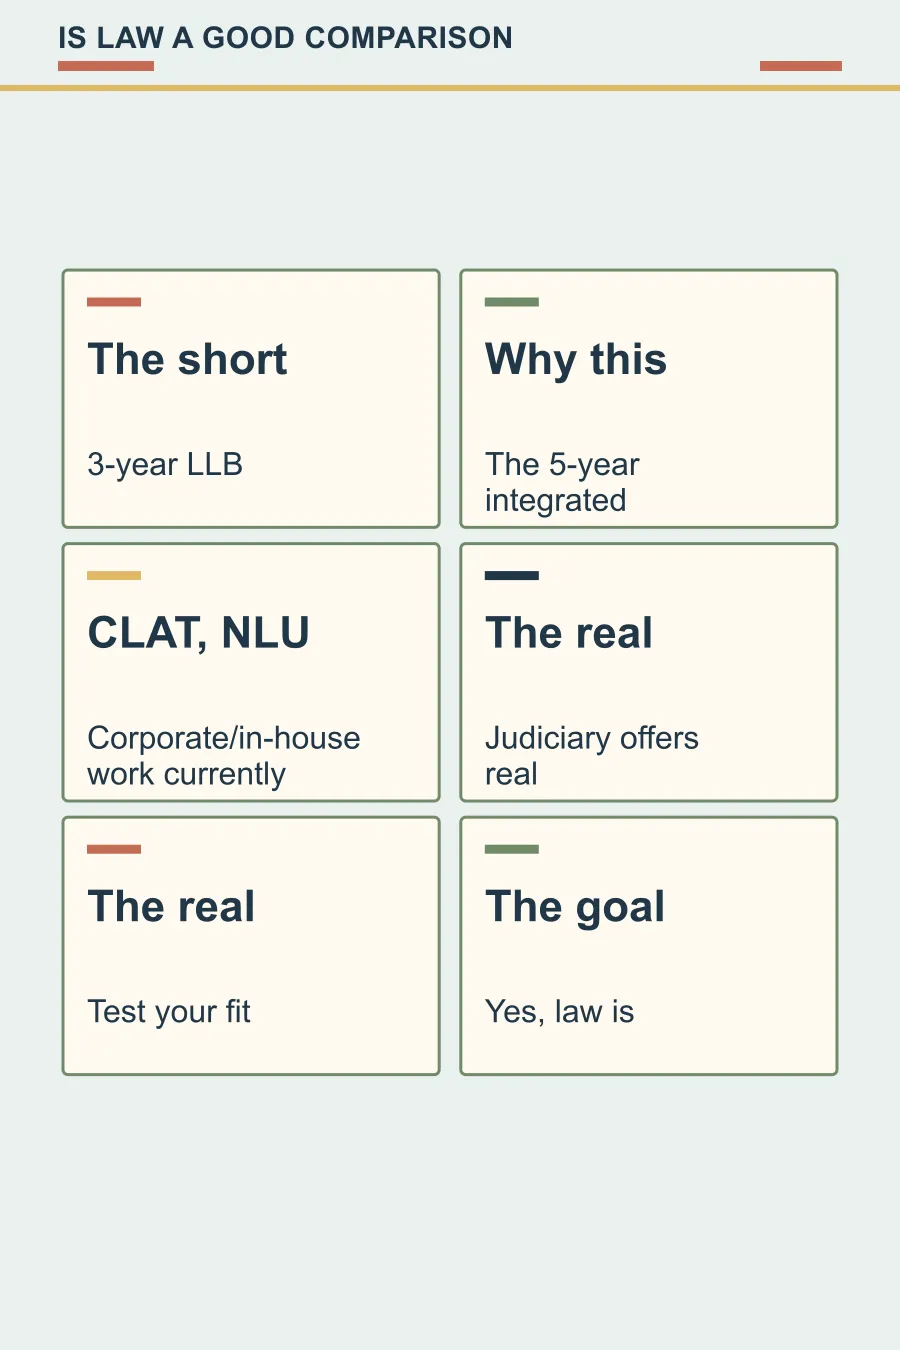 IS LAW A GOOD COMPARISON
The short
3-year LLB
Why this
The 5-year
integrated
CLAT, NLU
Corporate/in-house
work currently
The real
Judiciary offers
real
The real
Test your fit
The goal
Yes, law is